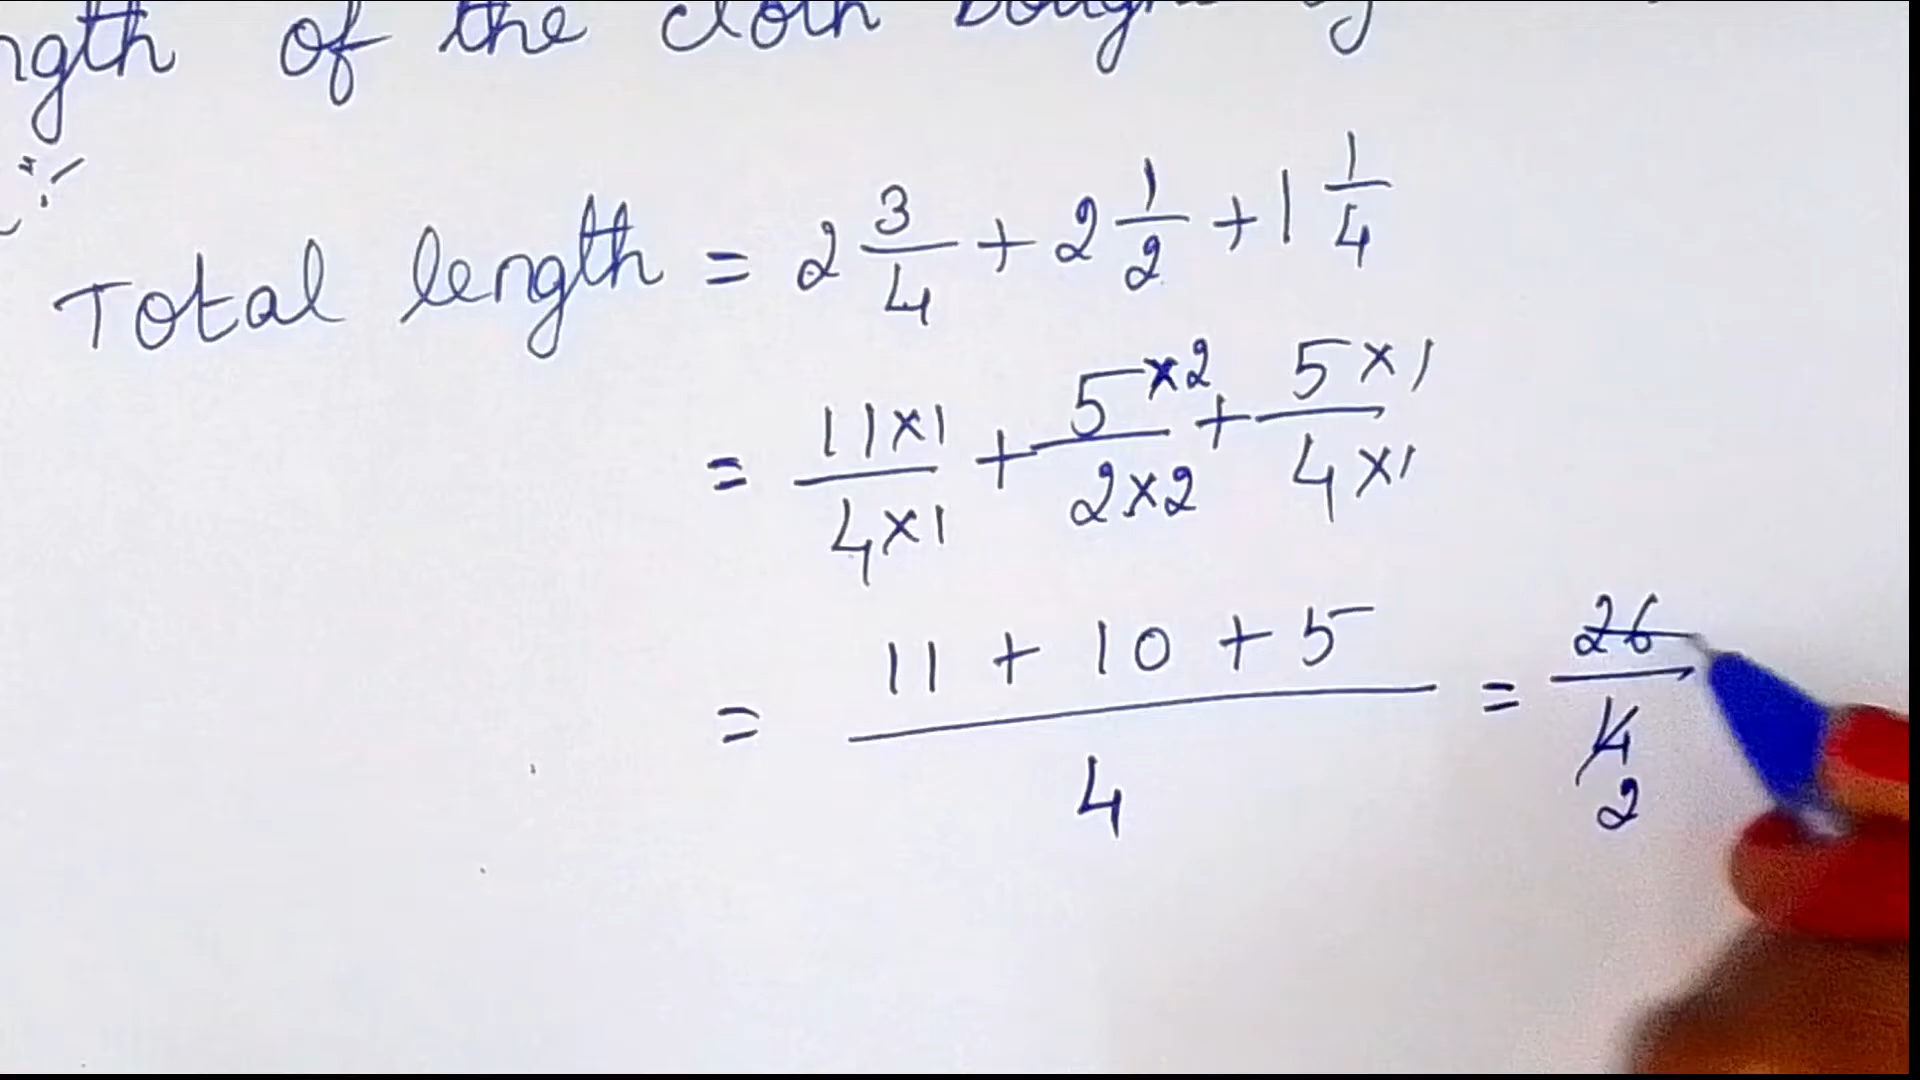 of the cloth
Total length = 2 3/4 + 2 1/2 + 1 1/4
= 11×1/4×1 + 5×2/2×2 + 5×1/4×1
= 11 + 10 + 5/4 = 26/4 2